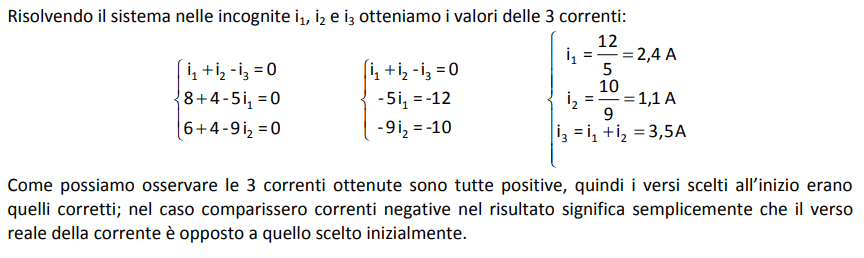 Risolvendo il sistema nelle incognite i₁, i₂ e i₃ otteniamo i valori delle 3 correnti:
i₁ + i₂ - i₃ = 0
8 + 4 - 5i₁ = 0
6 + 4 - 9i₂ = 0
i₁ + i₂ - i₃ = 0
-5i₁ = -12
-9i₂ = -10
i₁ = 12/5 = 2,4 A
i₂ = 10/9 = 1,1 A
i₃ = i₁ + i₂ = 3,5A
Come possiamo osservare le 3 correnti ottenute sono tutte positive, quindi i versi scelti all’inizio erano
quelli corretti; nel caso comparissero correnti negative nel risultato significa semplicemente che il verso
reale della corrente è opposto a quello scelto inizialmente.